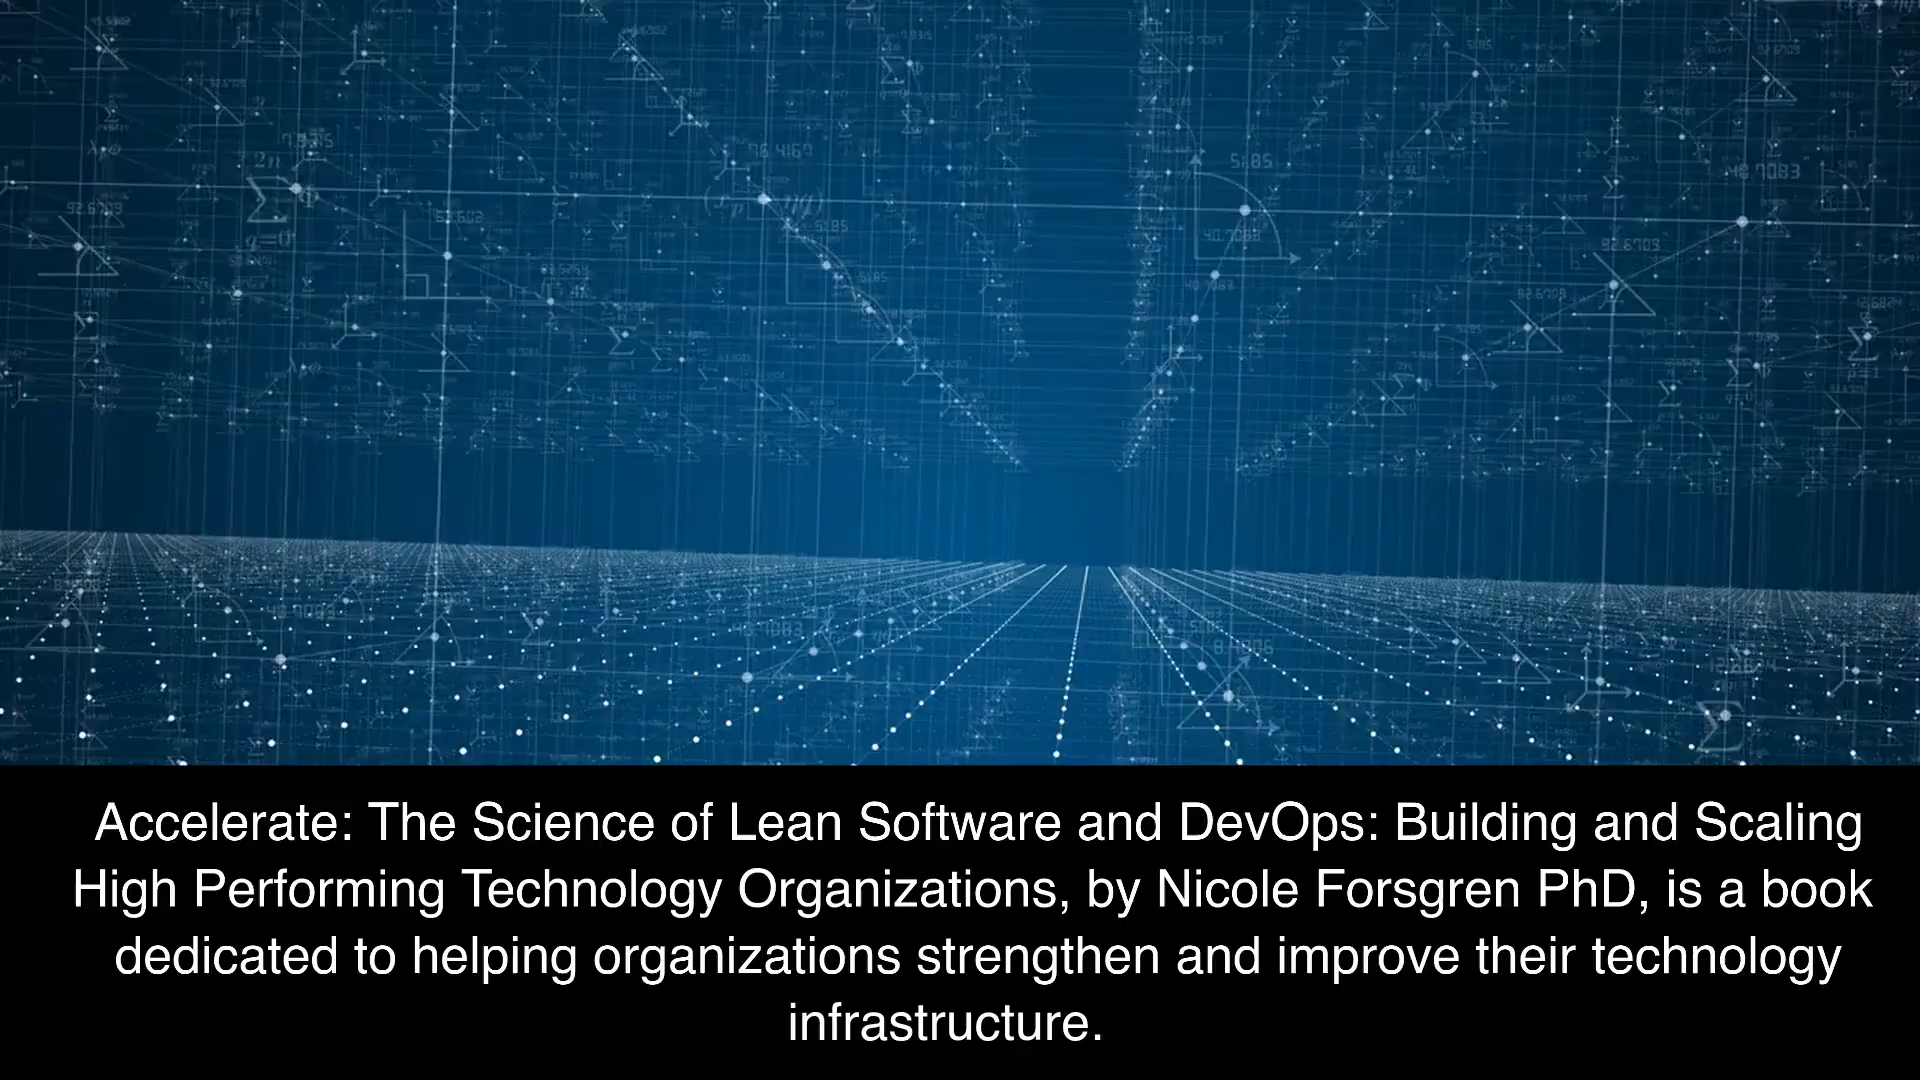 Accelerate: The Science of Lean Software and DevOps: Building and Scaling
High Performing Technology Organizations, by Nicole Forsgren PhD, is a book
dedicated to helping organizations strengthen and improve their technology
infrastructure.